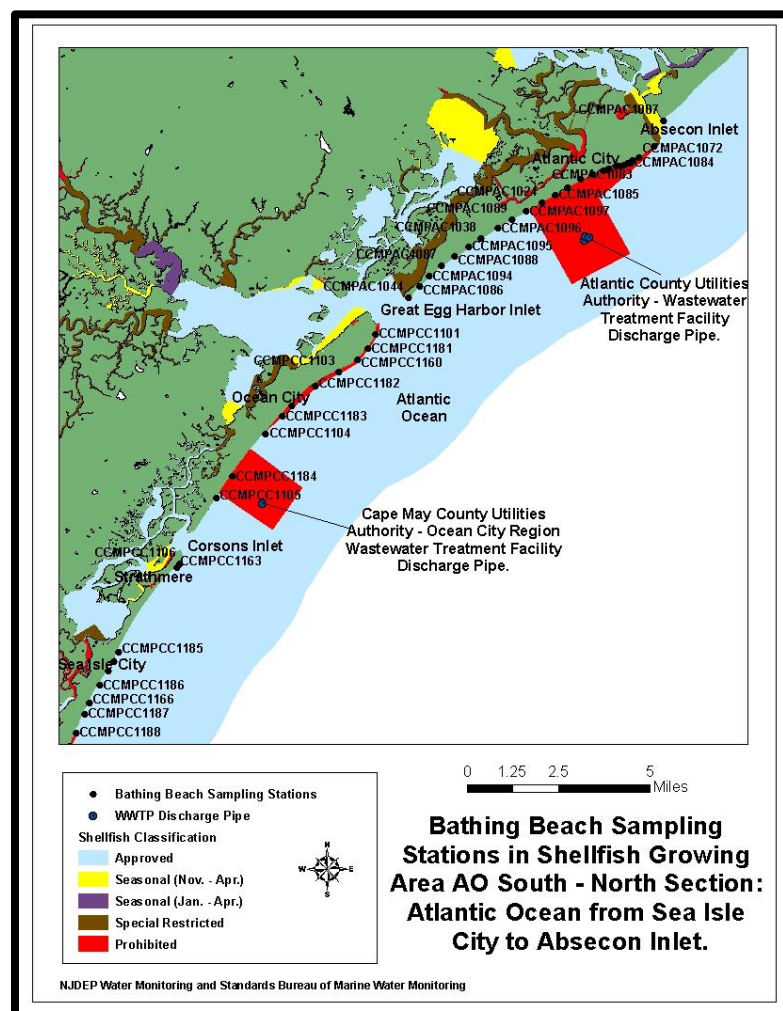 CCMPAC1067
Absecon Inlet
CCMPAC1072
Atlantic City
CCMPAC1084
CCMPAC1083
CCMPAC1024
CCMPAC1085
CCMPAC1089
CCMPAC1097
CCMPAC1038
CCMPAC1096
CCMPAC1095
CCMPAC1087
CCMPAC1088
CCMPAC1094
CCMPAC1044
CCMPAC1086
Atlantic County Utilities
Authority - Wastewater
Treatment Facility
Discharge Pipe.
Great Egg Harbor Inlet
CCMPCC1101
CCMPCC1181
CCMPCC1103
CCMPCC1160
CCMPCC1182
Ocean City
Atlantic
Ocean
CCMPCC1183
CCMPCC1104
CCMPCC1184
CCMPCC1105
Cape May County Utilities
Authority - Ocean City Region
Wastewater Treatment Facility
Discharge Pipe.
Corsons Inlet
CCMPCC1106
CCMPCC1163
Strathmere
CCMPCC1185
Sea Isle City
CCMPCC1186
CCMPCC1166
CCMPCC1187
CCMPCC1188
Bathing Beach Sampling Stations
WWTP Discharge Pipe
Shellfish Classification
Approved
Seasonal (Nov. - Apr.)
Seasonal (Jan. - Apr.)
Special Restricted
Prohibited
N
W E
S
0 1.25 2.5 5
Miles
Bathing Beach Sampling
Stations in Shellfish Growing
Area AO South - North Section:
Atlantic Ocean from Sea Isle
City to Absecon Inlet.
NJDEP Water Monitoring and Standards Bureau of Marine Water Monitoring